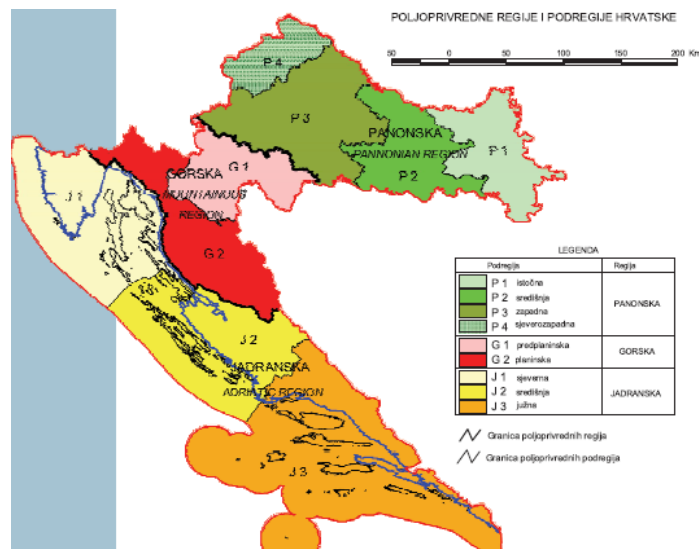 POLJOPRIVREDNE REGIJE I PODREGIJE HRVATSKE
50 0 50 100 150 200 Km
P 4
P 3
PANONSKA
PANNONIAN REGION
P 1
P 2
G 1
GORSKA
MOUNTAINOUS
REGION
G 2
J 1
J 2
JADRANSKA
ADRIATIC REGION
J 3
LEGENDA
Podregija Regija
P 1 istočna
P 2 središnja
P 3 zapadna
P 4 sjeverozapadna
PANONSKA
G 1 predplaninska
G 2 planinska
GORSKA
J 1 sjeverna
J 2 središnja
J 3 južna
JADRANSKA
Granica poljoprivrednih regija
Granica poljoprivrednih podregija